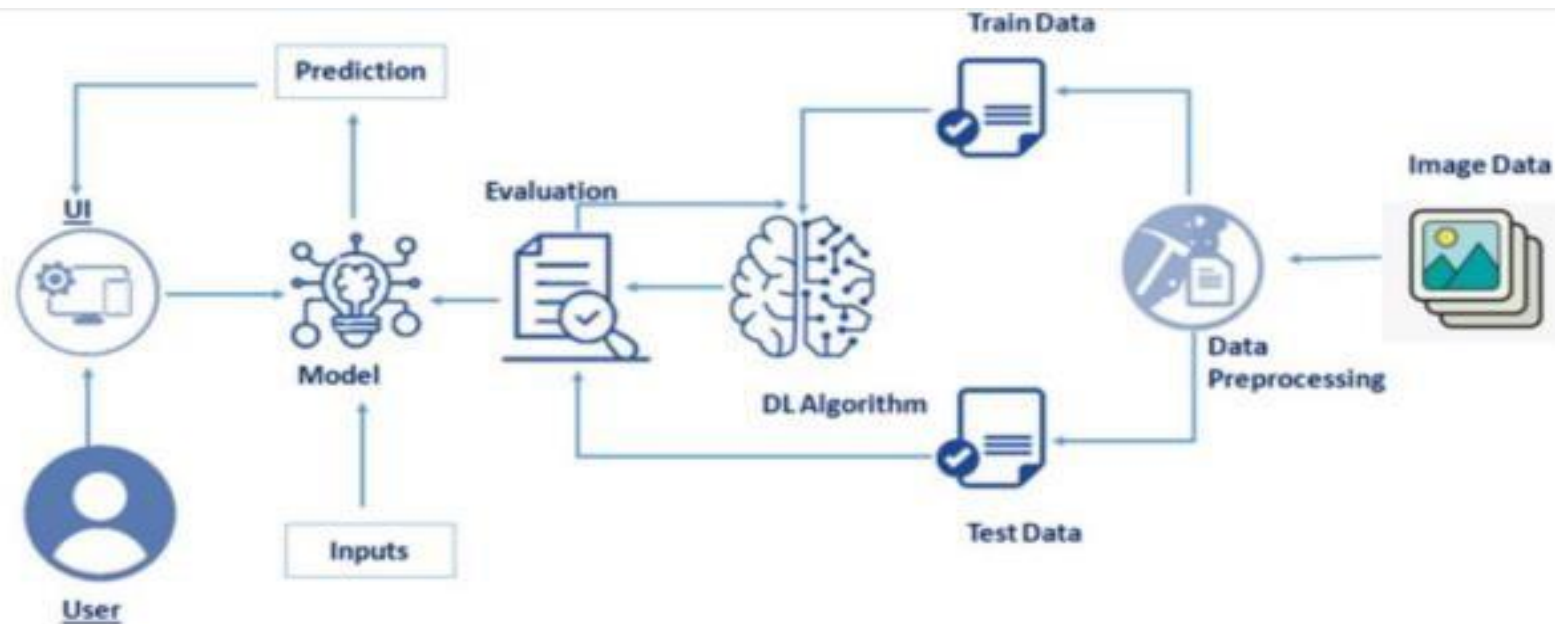 Train Data
Prediction
Image Data
Evaluation
UI
Data
Preprocessing
Model
DL Algorithm
Test Data
Inputs
User